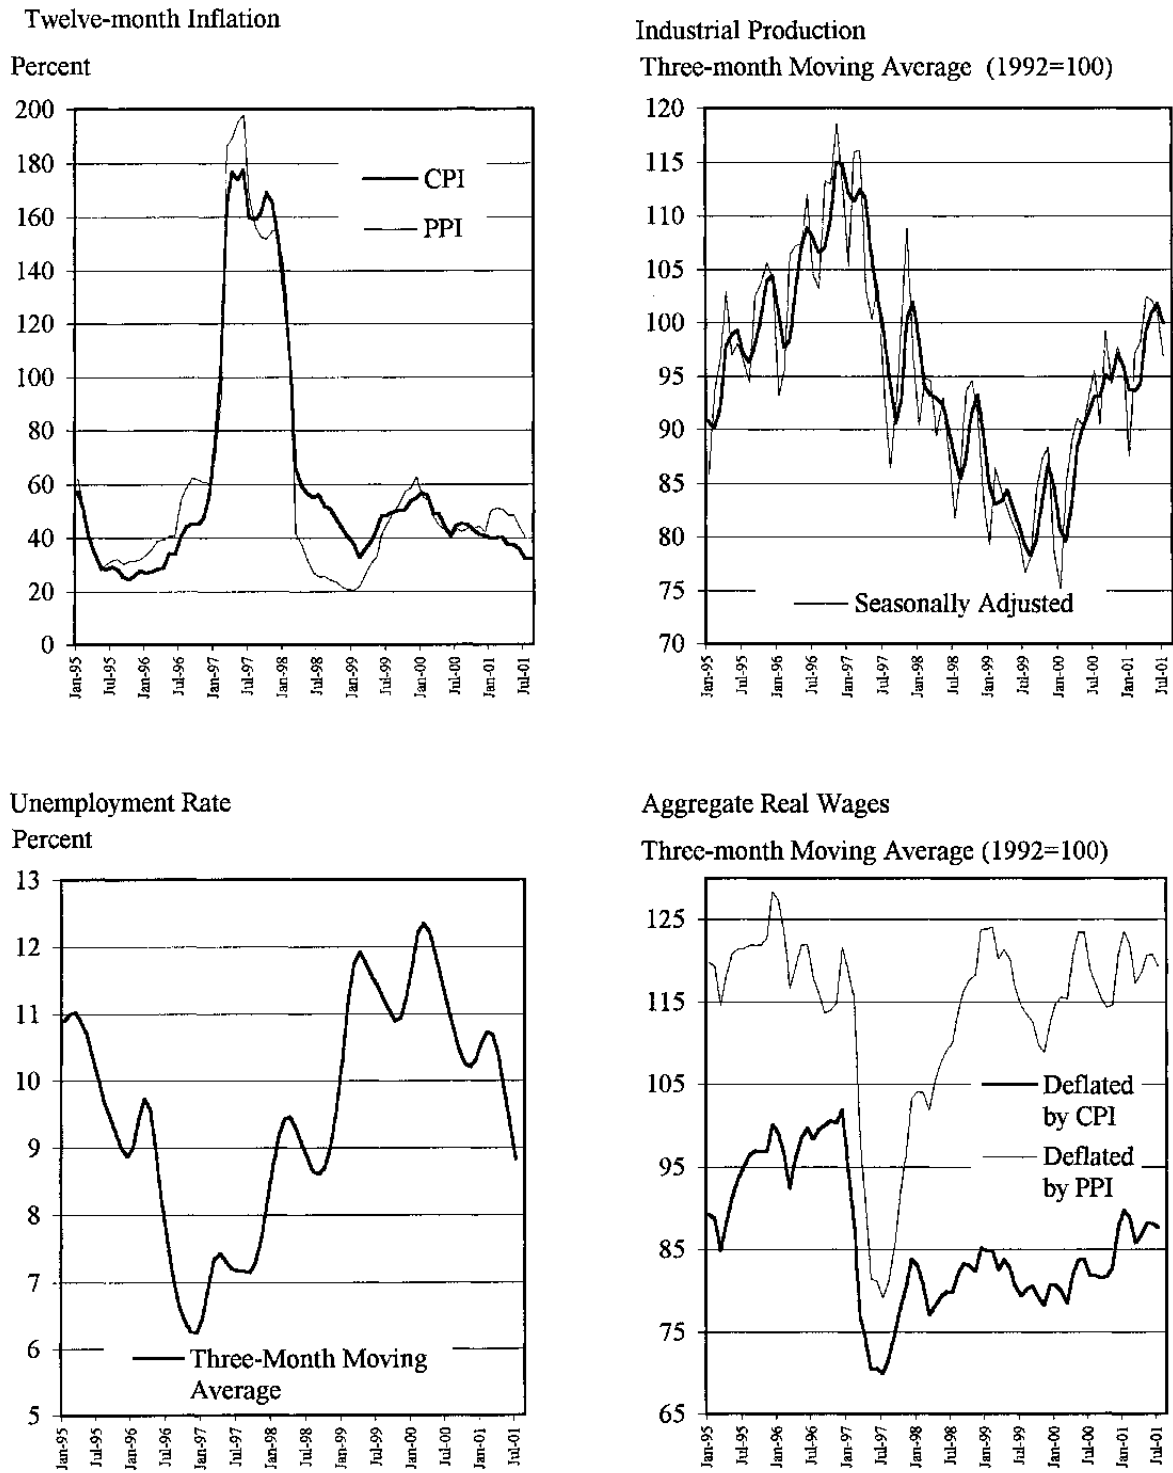 Twelve-month Inflation
Percent
200
180
160
140
120
100
80
60
40
20
0
CPI
PPI
Jan-95
Jul-95
Jan-96
Jul-96
Jan-97
Jul-97
Jan-98
Jul-98
Jan-99
Jul-99
Jan-00
Jul-00
Jan-01
Jul-01
Industrial Production
Three-month Moving Average (1992=100)
120
115
110
105
100
95
90
85
80
75
70
Seasonally Adjusted
Jan-95
Jul-95
Jan-96
Jul-96
Jan-97
Jul-97
Jan-98
Jul-98
Jan-99
Jul-99
Jan-00
Jul-00
Jan-01
Jul-01
Unemployment Rate
Percent
13
12
11
10
9
8
7
6
5
Three-Month Moving
Average
Jan-95
Jul-95
Jan-96
Jul-96
Jan-97
Jul-97
Jan-98
Jul-98
Jan-99
Jul-99
Jan-00
Jul-00
Jan-01
Jul-01
Aggregate Real Wages
Three-month Moving Average (1992=100)
125
115
105
95
85
75
65
Deflated
by CPI
Deflated
by PPI
Jan-95
Jul-95
Jan-96
Jul-96
Jan-97
Jul-97
Jan-98
Jul-98
Jan-99
Jul-99
Jan-00
Jul-00
Jan-01
Jul-01